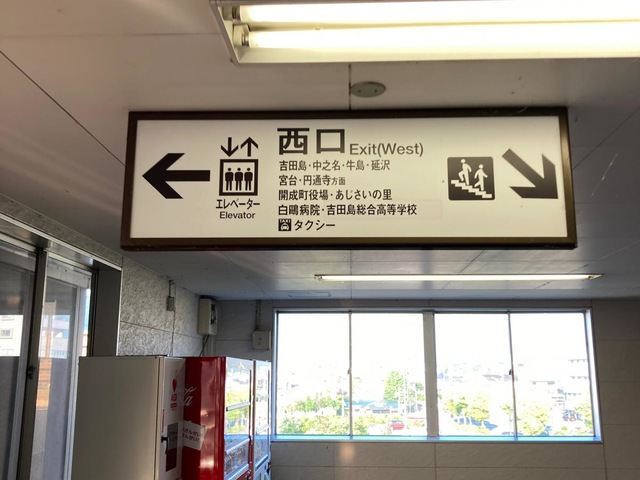 西口 Exit(West)
吉田島・中之名・牛島・延沢
宮台・円通寺方面
開成町役場・あじさいの里
白鴎病院・吉田島総合高等学校
タクシー
エレベーター
Elevator